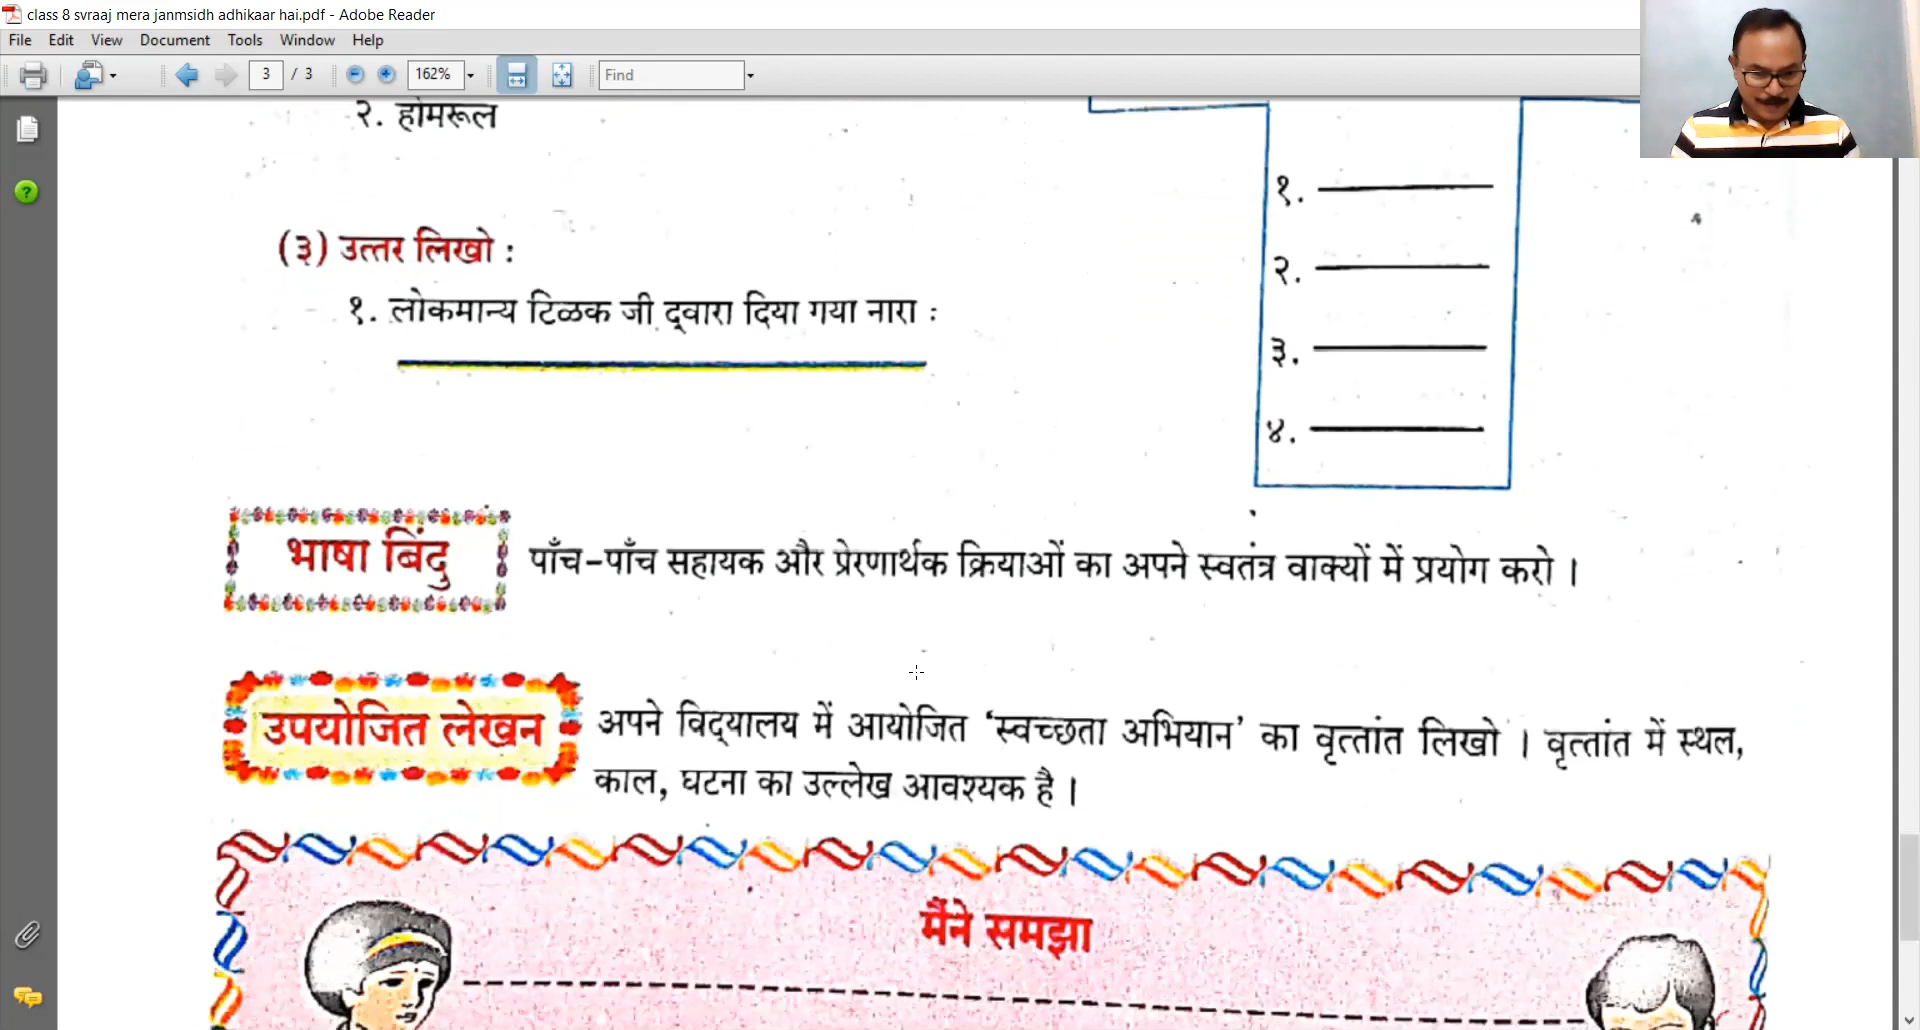 class 8 svraaj mera janmsidh adhikaar hai.pdf - Adobe Reader
File Edit View Document Tools Window Help
3 / 3 162% Find
२. होमरूल
१.
२.
३.
४.
(३) उत्तर लिखो :
१. लोकमान्य टिळक जी द्वारा दिया गया नारा :
भाषा बिंदु
पाँच-पाँच सहायक और प्रेरणार्थक क्रियाओं का अपने स्वतंत्र वाक्यों में प्रयोग करो ।
उपयोजित लेखन
अपने विद्यालय में आयोजित ‘स्वच्छता अभियान’ का वृत्तांत लिखो । वृत्तांत में स्थल,
काल, घटना का उल्लेख आवश्यक है ।
मैंने समझा